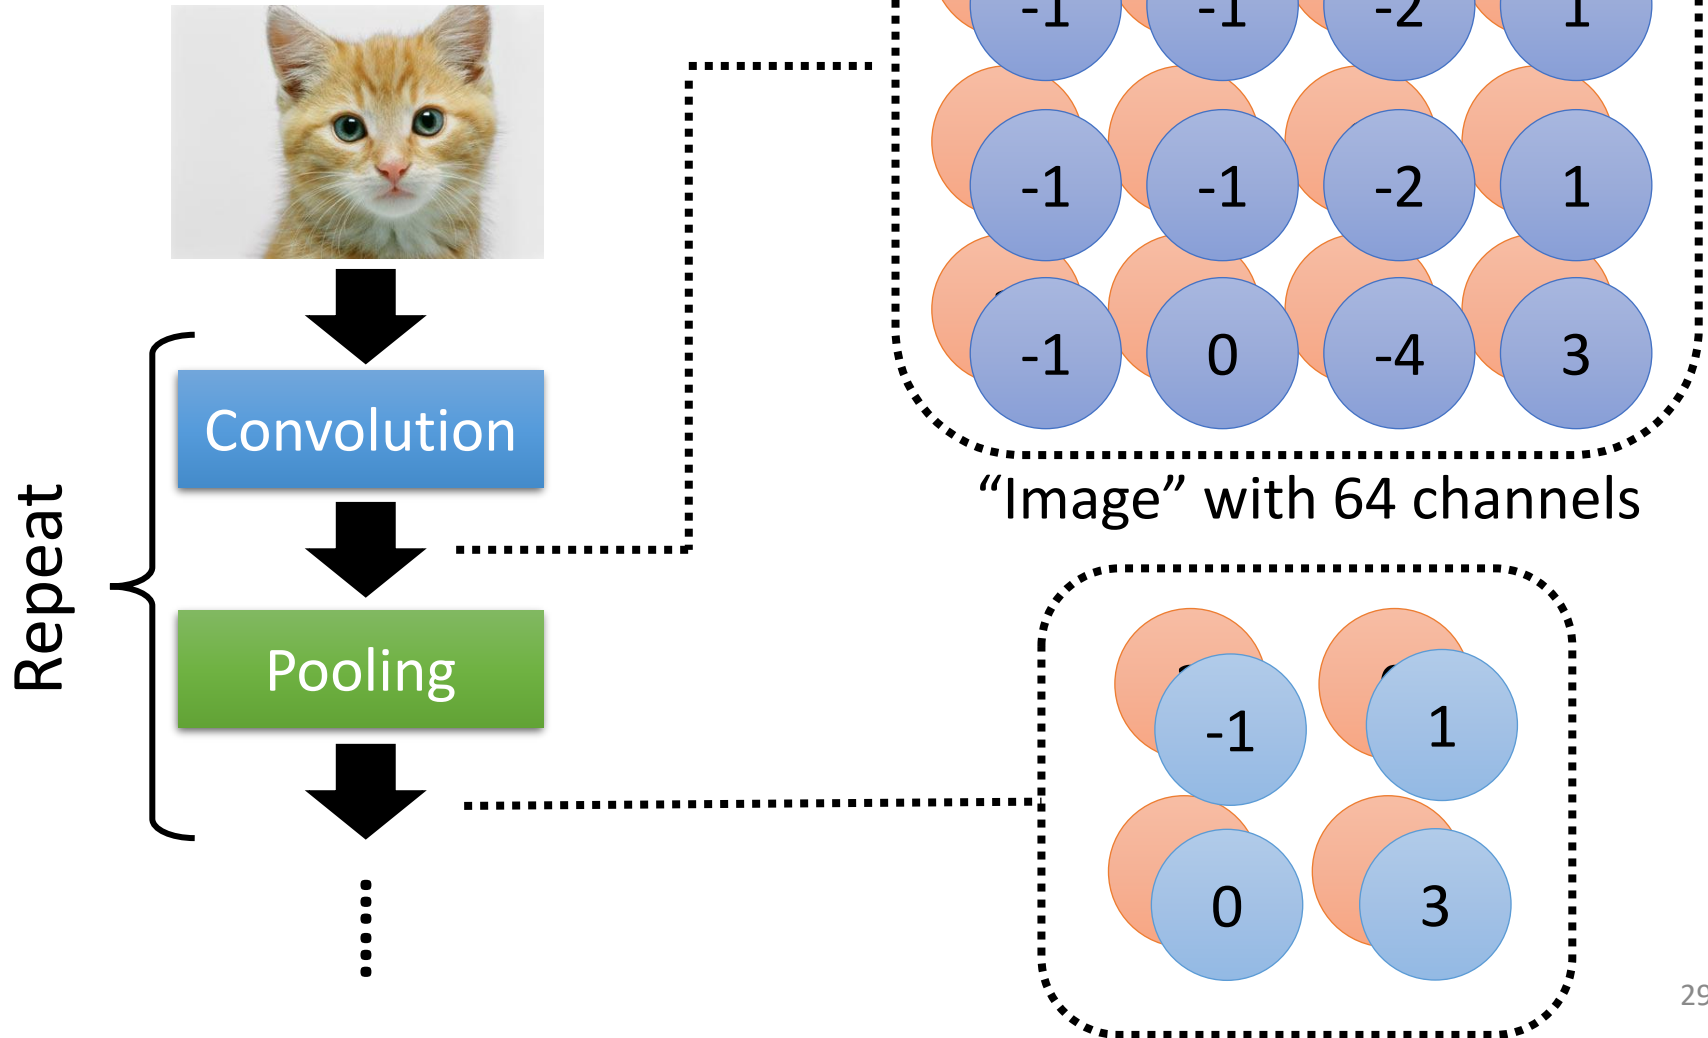 -1 -1 -2 1
-1 -1 -2 1
-1 0 -4 3
Convolution
“Image” with 64 channels
Repeat
Pooling
-1 1
0 3
29